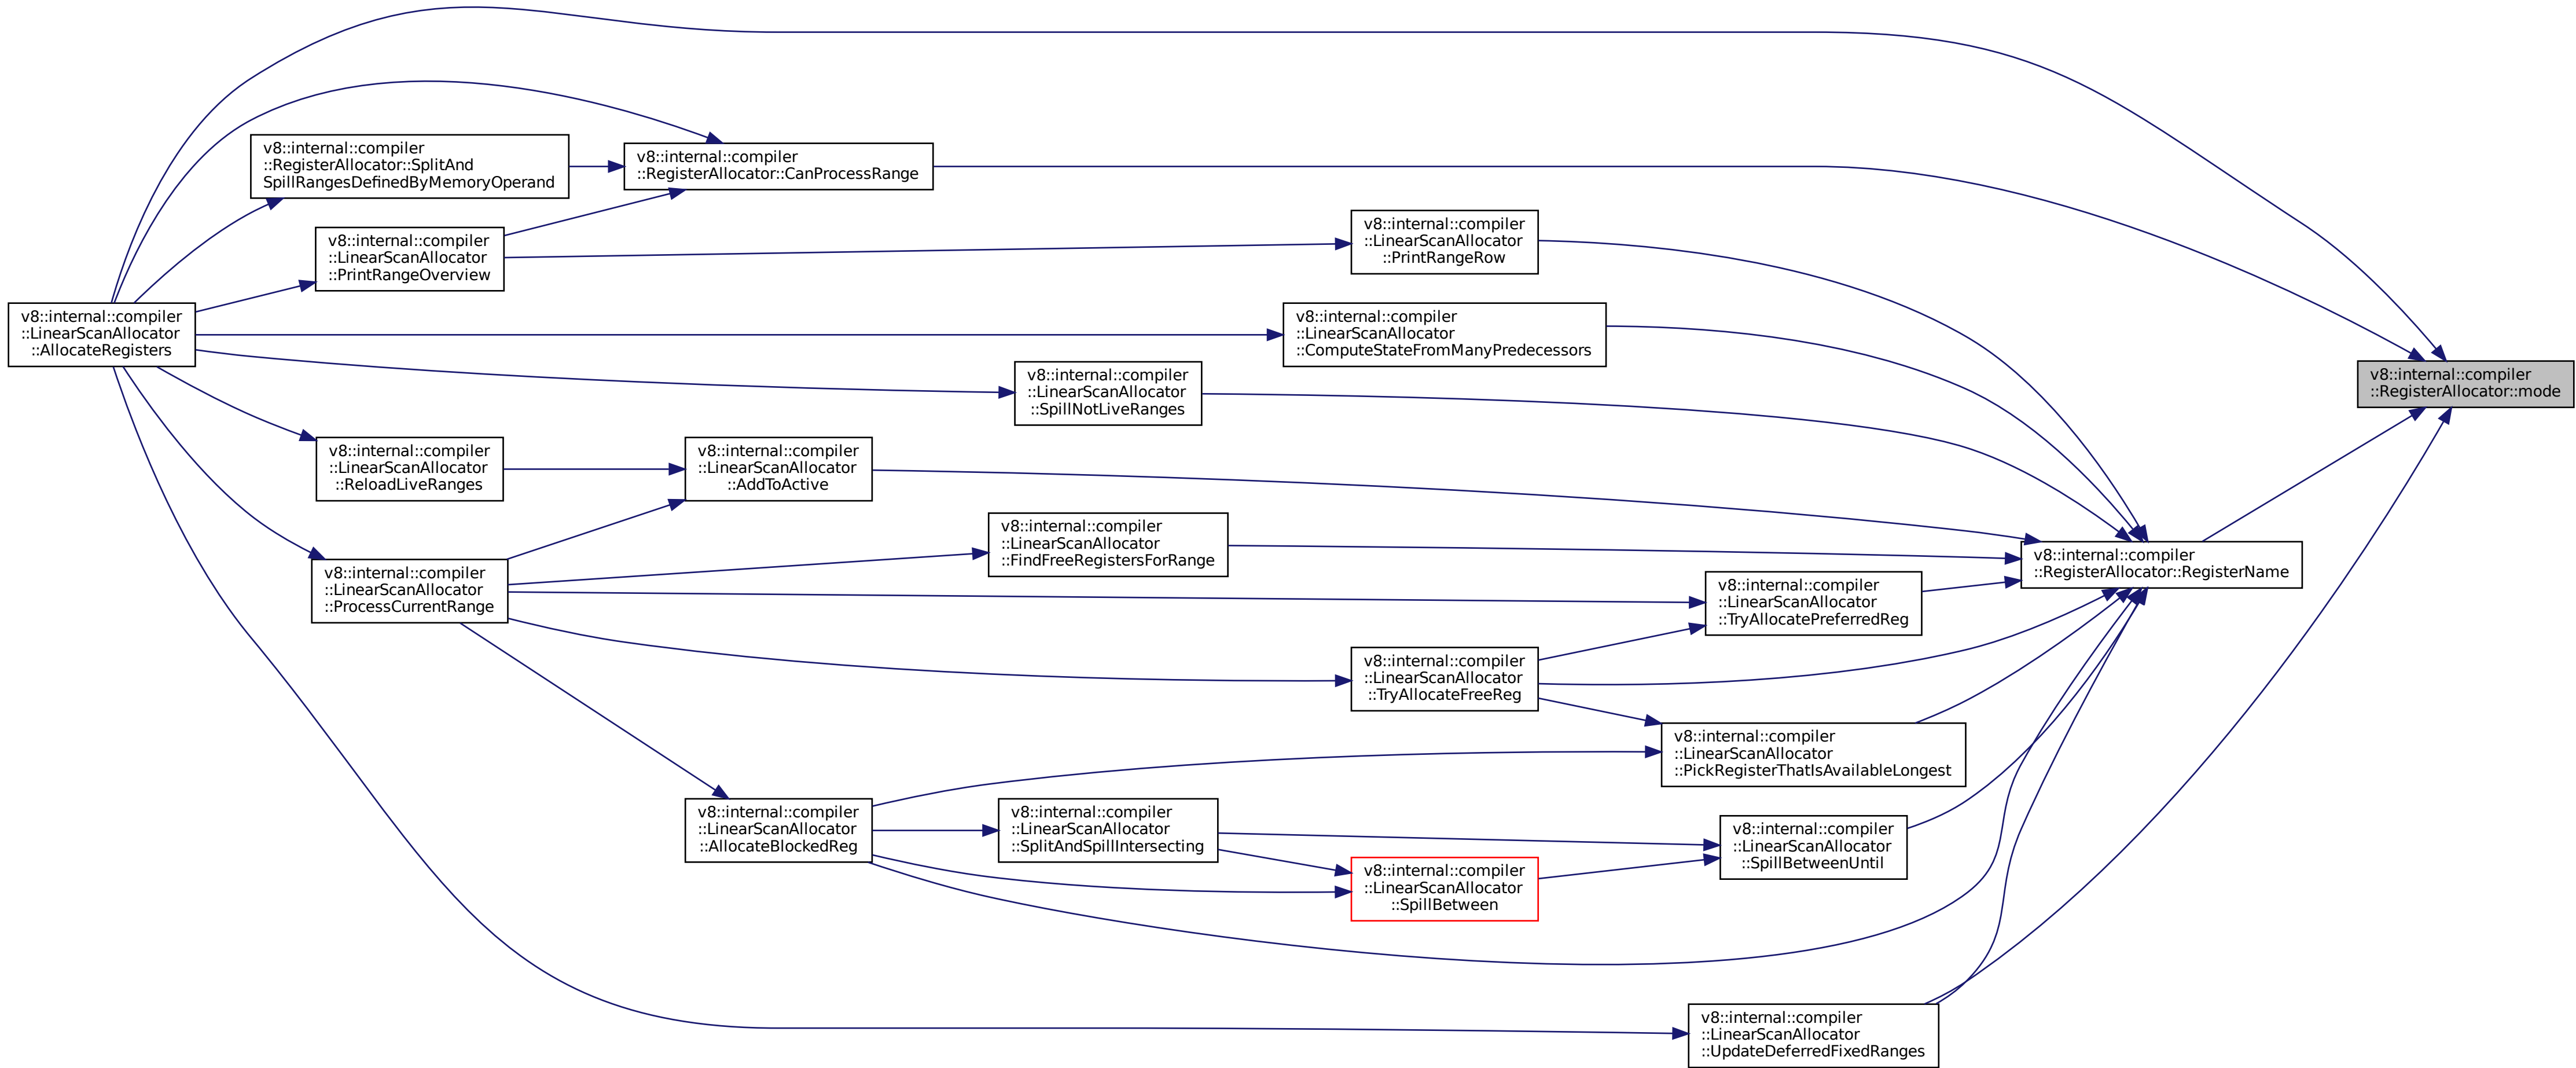 v8::internal::compiler
::RegisterAllocator::SplitAnd
SpillRangesDefinedByMemoryOperand
v8::internal::compiler
::RegisterAllocator::CanProcessRange
v8::internal::compiler
::LinearScanAllocator
::PrintRangeOverview
v8::internal::compiler
::LinearScanAllocator
::PrintRangeRow
v8::internal::compiler
::LinearScanAllocator
::AllocateRegisters
v8::internal::compiler
::LinearScanAllocator
::ComputeStateFromManyPredecessors
v8::internal::compiler
::LinearScanAllocator
::SpillNotLiveRanges
v8::internal::compiler
::RegisterAllocator::mode
v8::internal::compiler
::LinearScanAllocator
::ReloadLiveRanges
v8::internal::compiler
::LinearScanAllocator
::AddToActive
v8::internal::compiler
::LinearScanAllocator
::FindFreeRegistersForRange
v8::internal::compiler
::RegisterAllocator::RegisterName
v8::internal::compiler
::LinearScanAllocator
::ProcessCurrentRange
v8::internal::compiler
::LinearScanAllocator
::TryAllocatePreferredReg
v8::internal::compiler
::LinearScanAllocator
::TryAllocateFreeReg
v8::internal::compiler
::LinearScanAllocator
::PickRegisterThatIsAvailableLongest
v8::internal::compiler
::LinearScanAllocator
::AllocateBlockedReg
v8::internal::compiler
::LinearScanAllocator
::SplitAndSpillIntersecting
v8::internal::compiler
::LinearScanAllocator
::SpillBetweenUntil
v8::internal::compiler
::LinearScanAllocator
::SpillBetween
v8::internal::compiler
::LinearScanAllocator
::UpdateDeferredFixedRanges